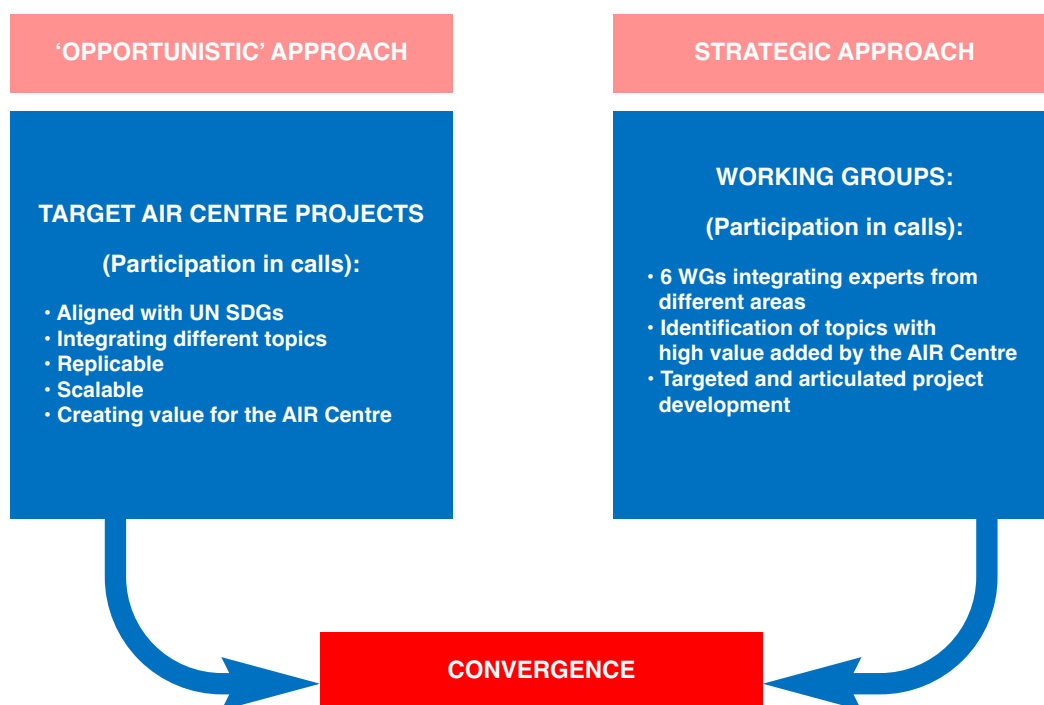 ‘OPPORTUNISTIC’ APPROACH
TARGET AIR CENTRE PROJECTS
(Participation in calls):
• Aligned with UN SDGs
• Integrating different topics
• Replicable
• Scalable
• Creating value for the AIR Centre
STRATEGIC APPROACH
WORKING GROUPS:
(Participation in calls):
• 6 WGs integrating experts from
different areas
• Identification of topics with
high value added by the AIR Centre
• Targeted and articulated project
development
CONVERGENCE